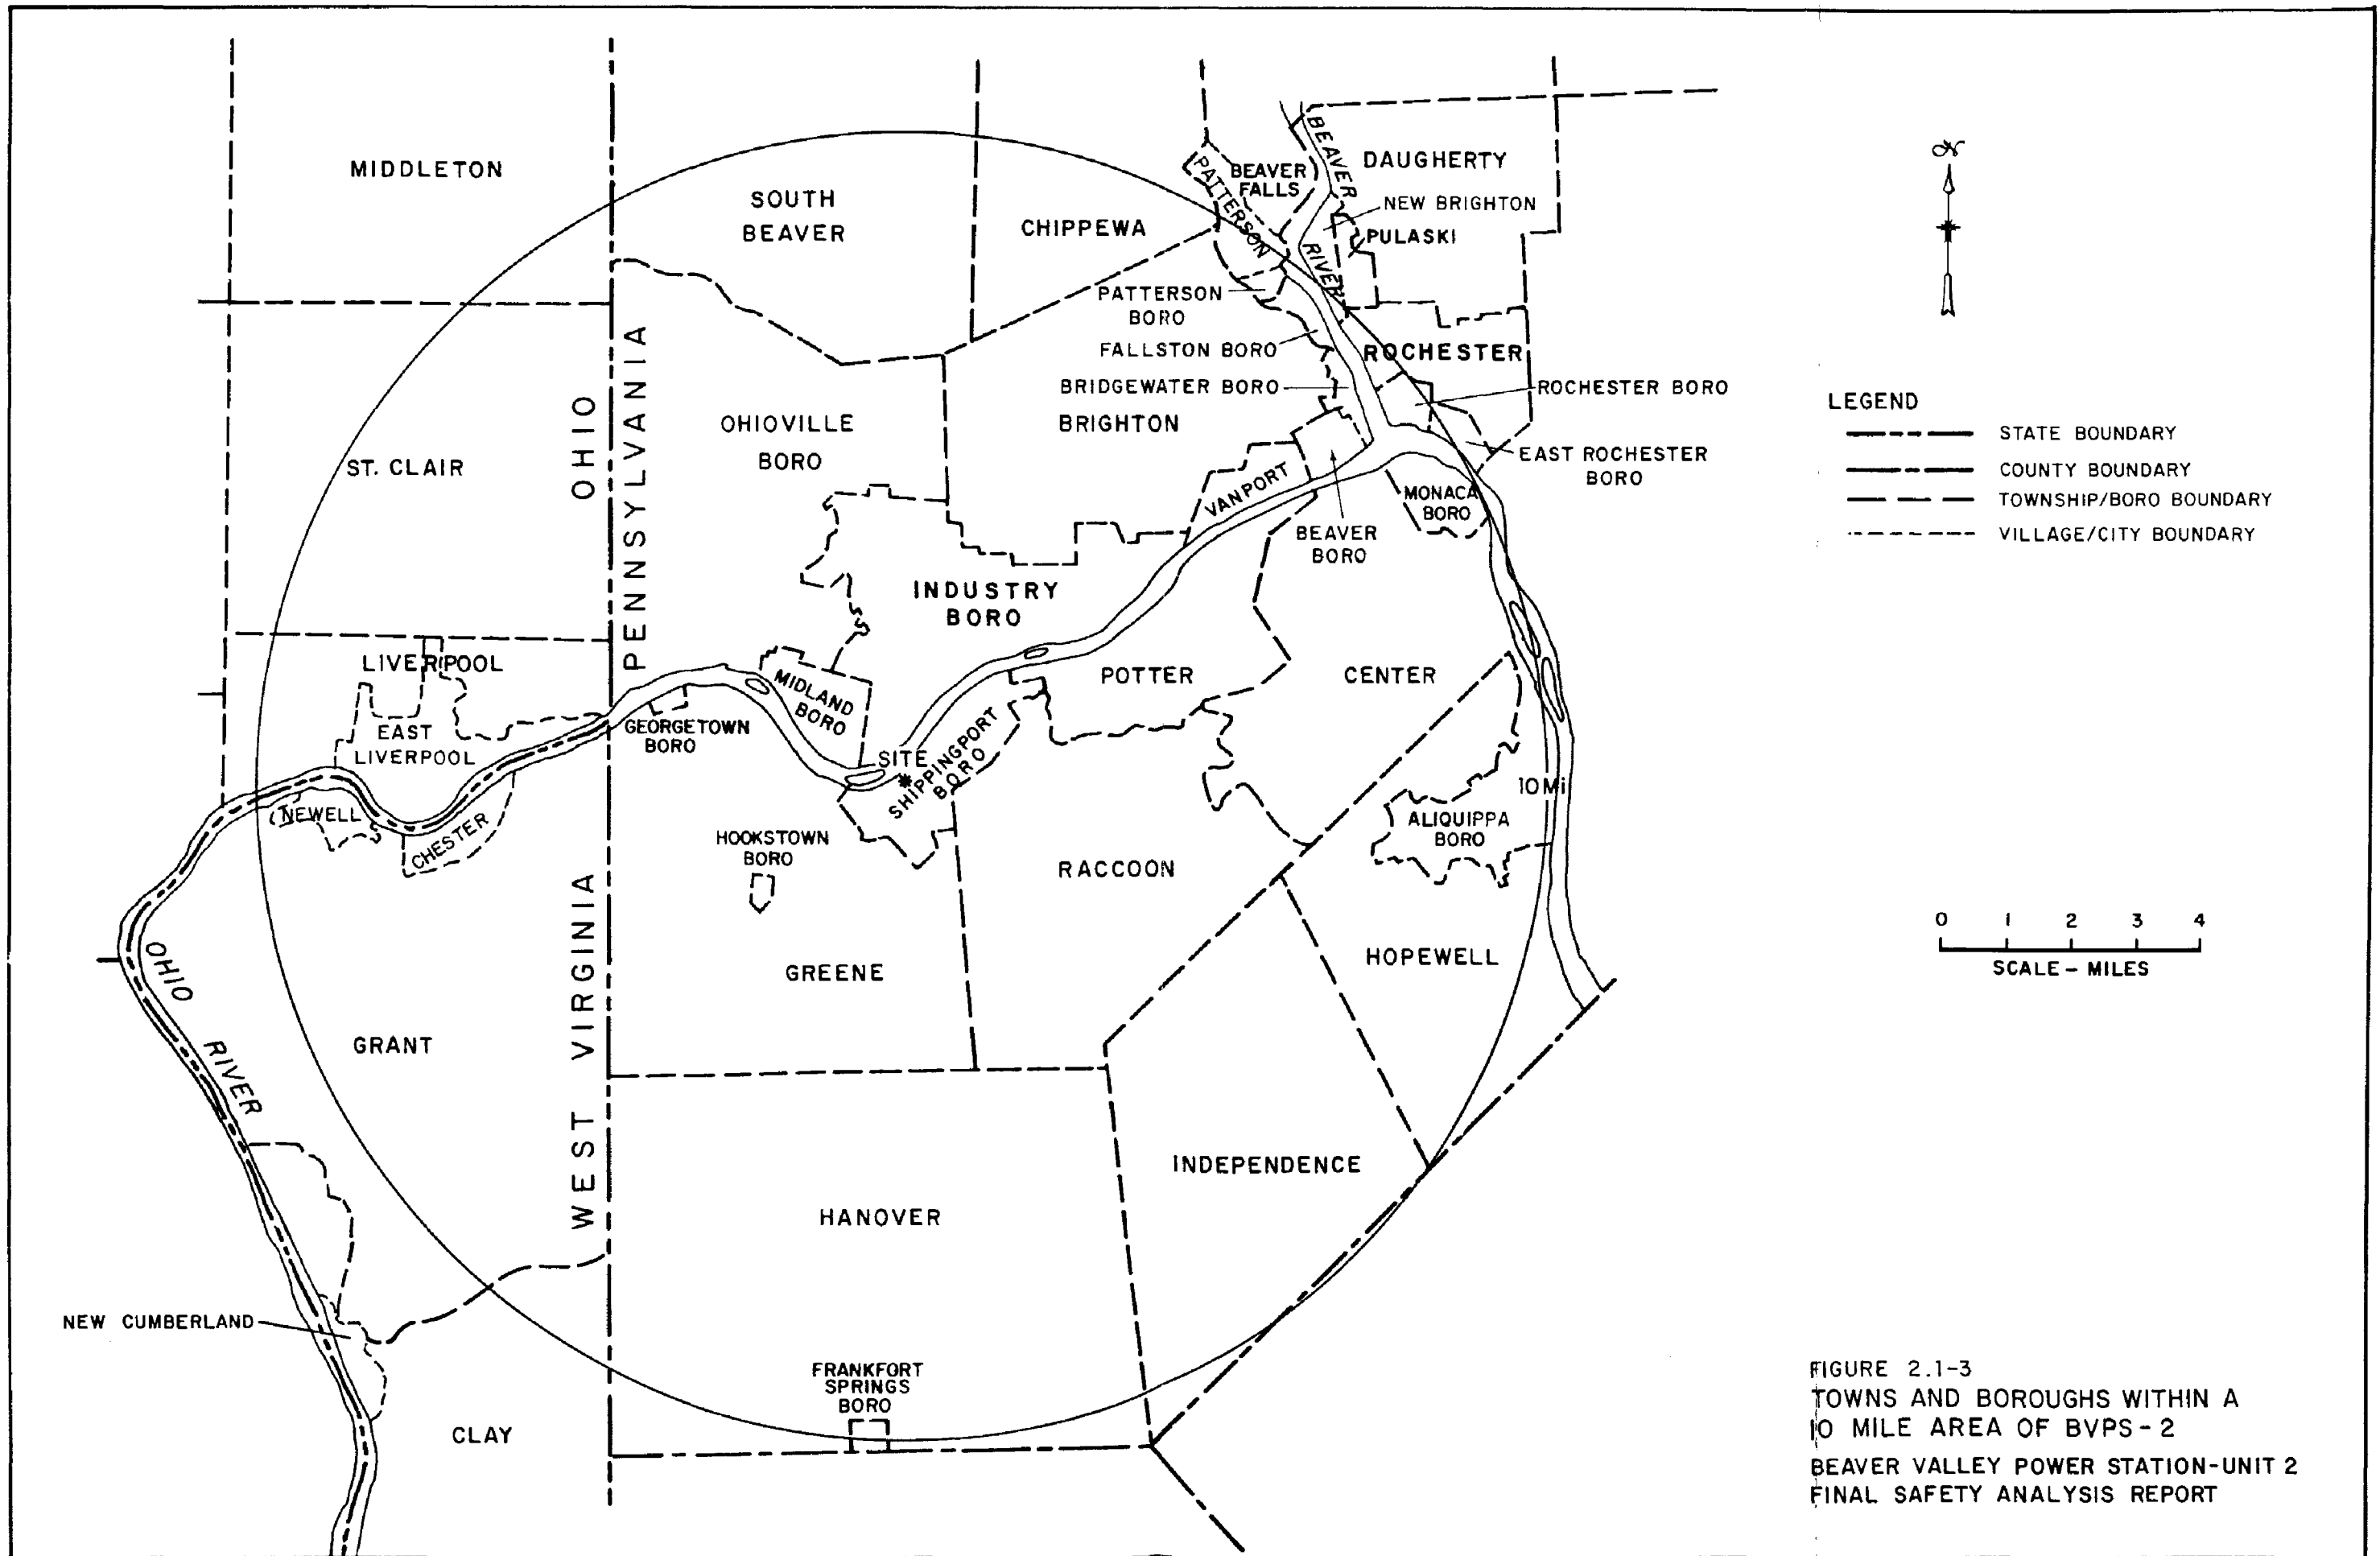 MIDDLETON
SOUTH
BEAVER
CHIPPEWA
PATTERSON
BEAVER
FALLS
BEAVER
RIVER
DAUGHERTY
NEW BRIGHTON
PULASKI
PATTERSON
BORO
FALLSTON BORO
ROCHESTER
BRIDGEWATER BORO
ROCHESTER BORO
BRIGHTON
OHIO
PENNSYLVANIA
OHIOVILLE
BORO
ST. CLAIR
VANPORT
EAST ROCHESTER
BORO
MONACA
BORO
BEAVER
BORO
INDUSTRY
BORO
LIVERPOOL
EAST
LIVERPOOL
MIDLAND
BORO
GEORGETOWN
BORO
POTTER
CENTER
SITE
SHIPPINGPORT
BORO
10 Mi
NEWELL
CHESTER
HOOKSTOWN
BORO
ALIQUIPPA
BORO
RACCOON
HOPEWELL
GREENE
WEST VIRGINIA
OHIO
RIVER
GRANT
INDEPENDENCE
HANOVER
NEW CUMBERLAND
FRANKFORT
SPRINGS
BORO
CLAY
N
LEGEND
STATE BOUNDARY
COUNTY BOUNDARY
TOWNSHIP/BORO BOUNDARY
VILLAGE/CITY BOUNDARY
0 1 2 3 4
SCALE - MILES
FIGURE 2.1-3
TOWNS AND BOROUGHS WITHIN A
10 MILE AREA OF BVPS-2
BEAVER VALLEY POWER STATION-UNIT 2
FINAL SAFETY ANALYSIS REPORT